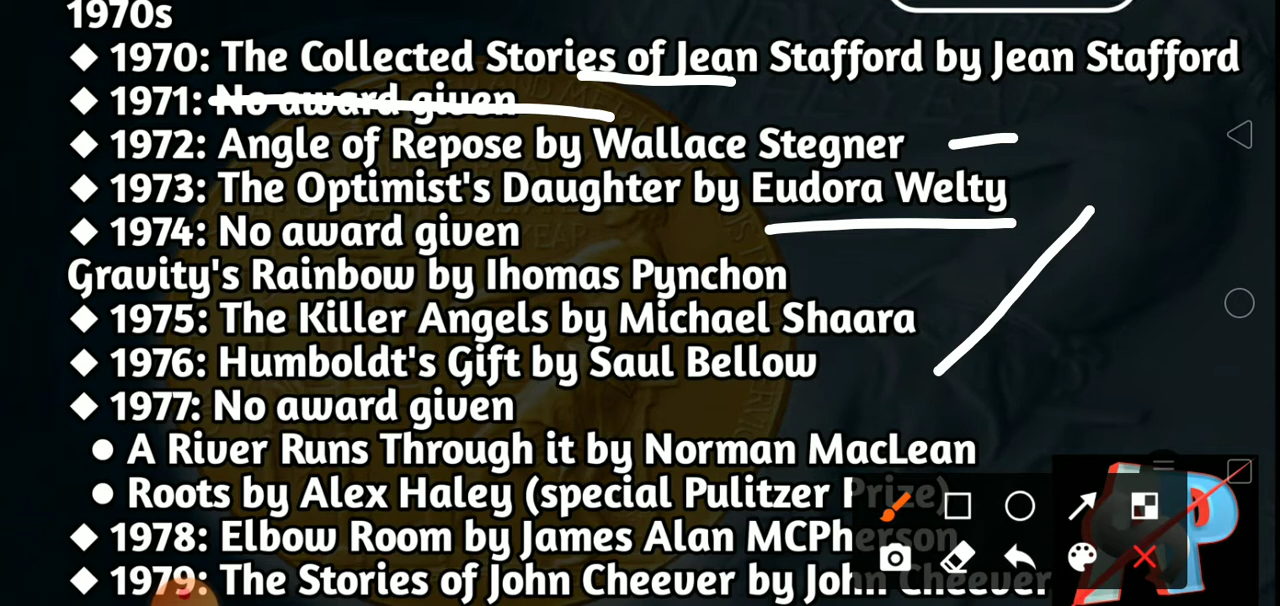 1970s
◆ 1970: The Collected Stories of Jean Stafford by Jean Stafford
◆ 1971: No award given
◆ 1972: Angle of Repose by Wallace Stegner
◆ 1973: The Optimist's Daughter by Eudora Welty
◆ 1974: No award given
Gravity's Rainbow by Ihomas Pynchon
◆ 1975: The Killer Angels by Michael Shaara
◆ 1976: Humboldt's Gift by Saul Bellow
◆ 1977: No award given
● A River Runs Through it by Norman MacLean
● Roots by Alex Haley (special Pulitzer Prize)
◆ 1978: Elbow Room by James Alan MCPherson
◆ 1979: The Stories of John Cheever by John Cheever